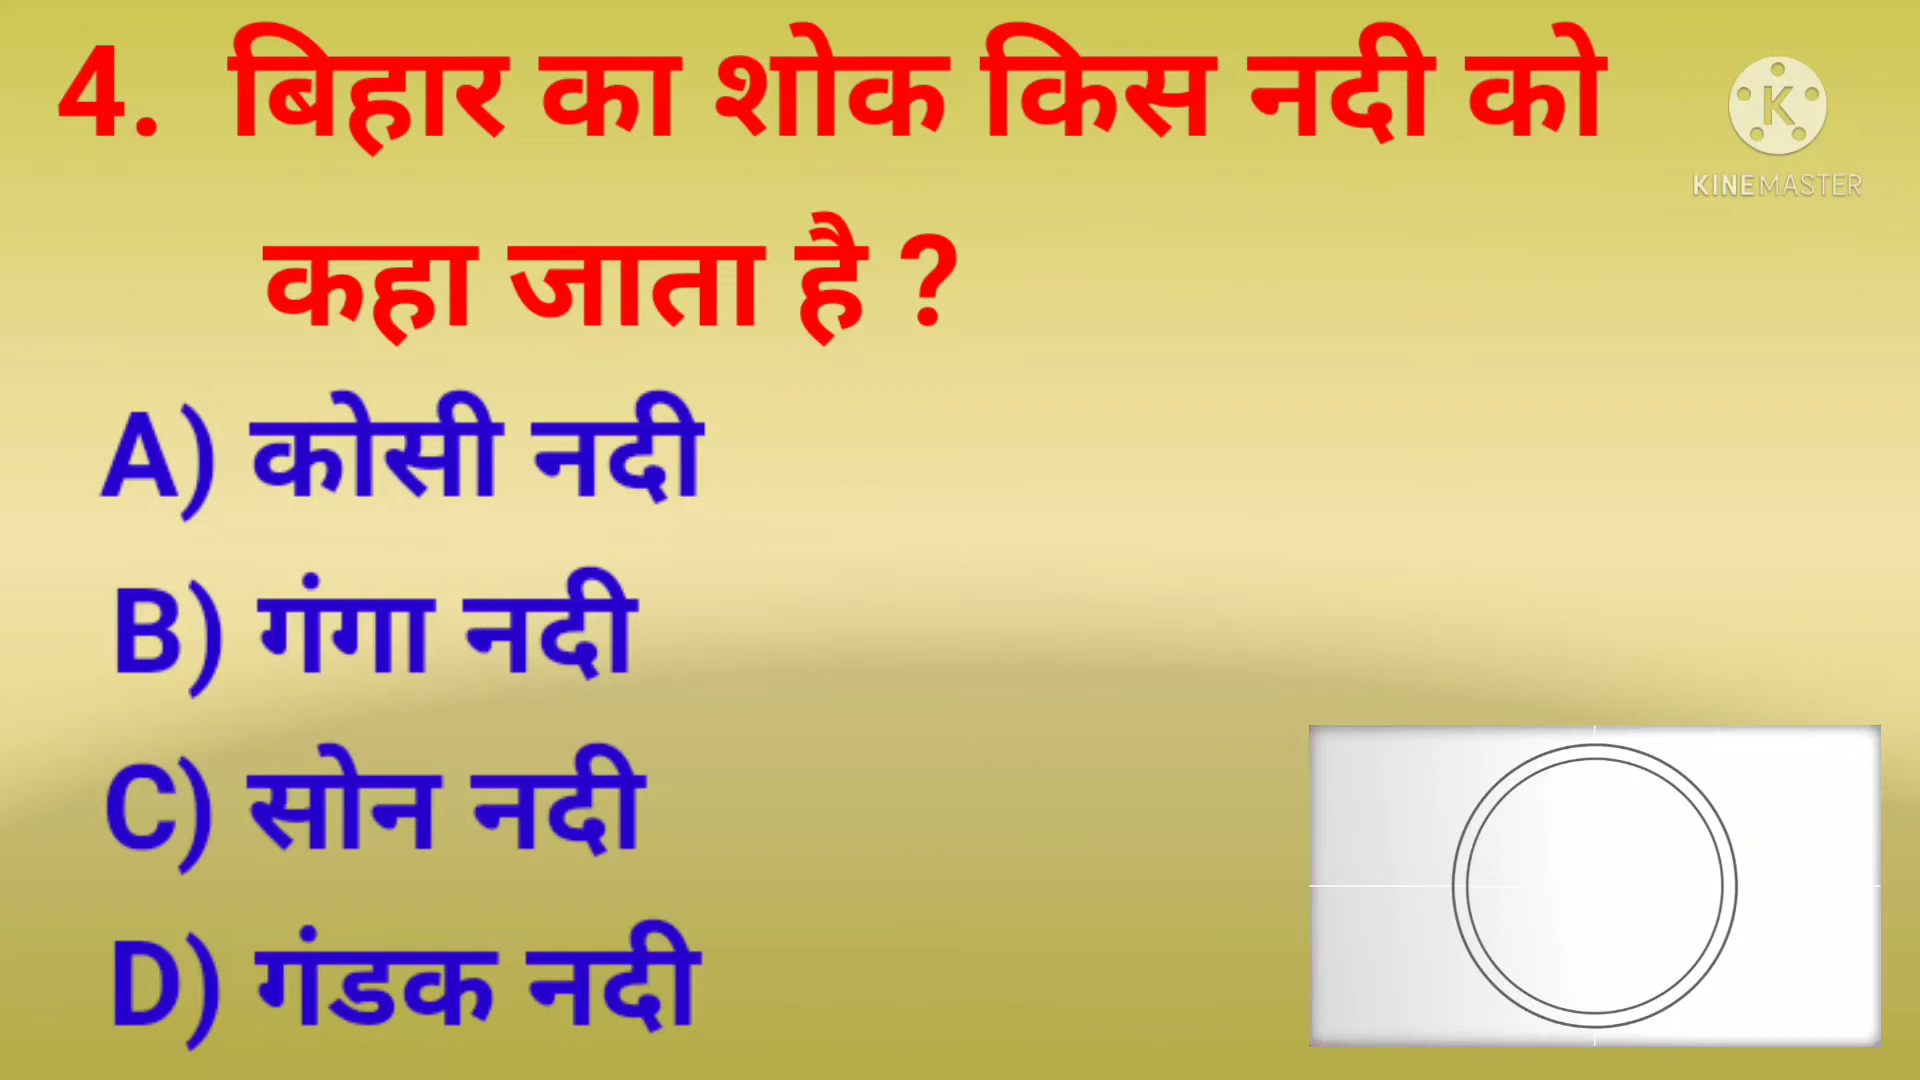 4. बिहार का शोक किस नदी को
कहा जाता है ?
A) कोसी नदी
B) गंगा नदी
C) सोन नदी
D) गंडक नदी
K
KINEMASTER